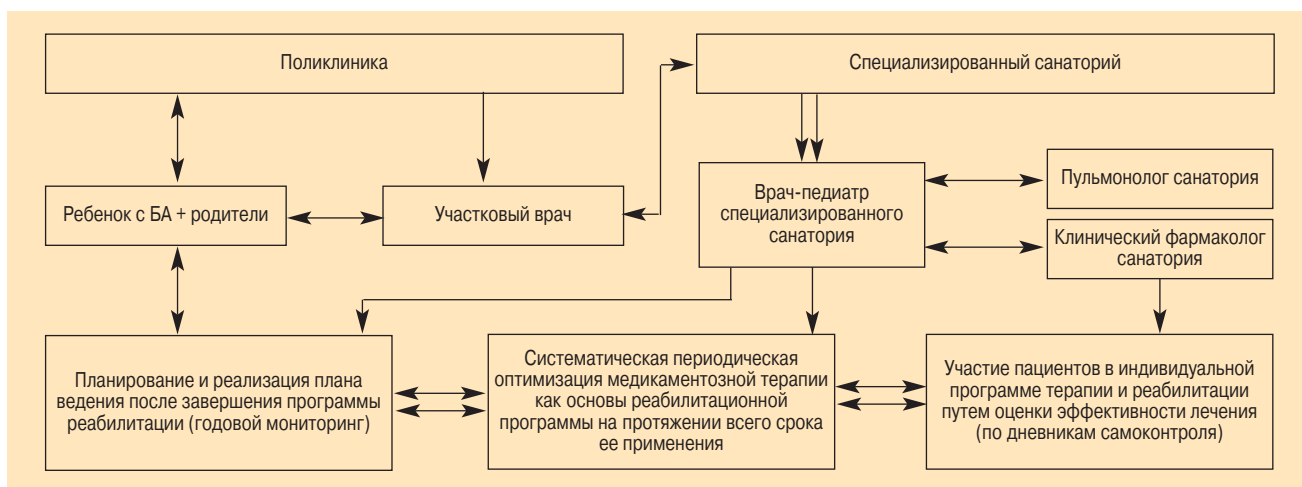 Поликлиника
Специализированный санаторий
Ребенок с БА + родители
Участковый врач
Врач-педиатр
специализированного
санатория
Пульмонолог санатория
Клинический фармаколог
санатория
Планирование и реализация плана
ведения после завершения программы
реабилитации (годовой мониторинг)
Систематическая периодическая
оптимизация медикаментозной терапии
как основы реабилитационной
программы на протяжении всего срока
ее применения
Участие пациентов в индивидуальной
программе терапии и реабилитации
путем оценки эффективности лечения
(по дневникам самоконтроля)